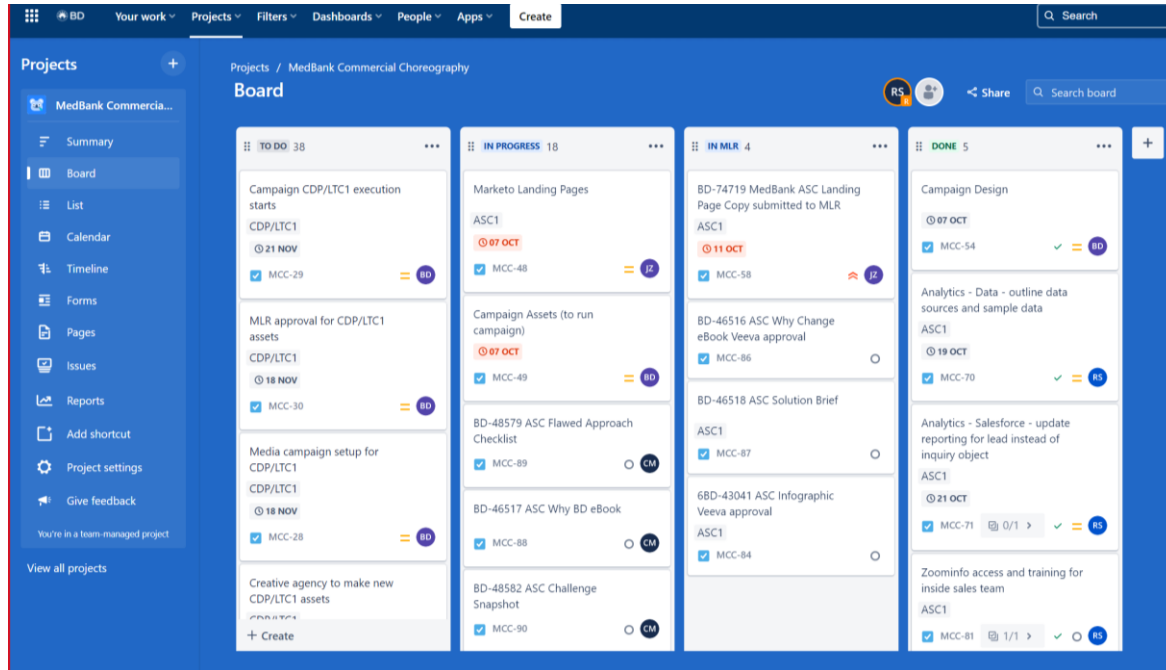 BD
Your work
Projects
Filters
Dashboards
People
Apps
Create
Search
Projects
+
MedBank Commercia...
Summary
Board
List
Calendar
Timeline
Forms
Pages
Issues
Reports
Add shortcut
Project settings
Give feedback
You're in a team-managed project
View all projects
Projects / MedBank Commercial Choreography
Board
RS
Share
Search board
TO DO 38
Campaign CDP/LTC1 execution
starts
CDP/LTC1
21 NOV
MCC-29
BD
MLR approval for CDP/LTC1
assets
CDP/LTC1
18 NOV
MCC-30
BD
Media campaign setup for
CDP/LTC1
CDP/LTC1
18 NOV
MCC-28
BD
Creative agency to make new
CDP/LTC1 assets
CDP/LTC1
+ Create
IN PROGRESS 18
Marketo Landing Pages
ASC1
07 OCT
MCC-48
JZ
Campaign Assets (to run
campaign)
07 OCT
MCC-49
BD
BD-48579 ASC Flawed Approach
Checklist
MCC-89
CM
BD-46517 ASC Why BD eBook
MCC-88
CM
BD-48582 ASC Challenge
Snapshot
MCC-90
CM
IN MLR 4
BD-74719 MedBank ASC Landing
Page Copy submitted to MLR
ASC1
11 OCT
MCC-58
JZ
BD-46516 ASC Why Change
eBook Veeva approval
MCC-86
BD-46518 ASC Solution Brief
ASC1
MCC-87
6BD-43041 ASC Infographic
Veeva approval
ASC1
MCC-84
DONE 5
Campaign Design
07 OCT
MCC-54
BD
Analytics - Data - outline data
sources and sample data
ASC1
19 OCT
MCC-70
RS
Analytics - Salesforce - update
reporting for lead instead of
inquiry object
ASC1
21 OCT
MCC-71
0/1
RS
Zoominfo access and training for
inside sales team
ASC1
MCC-81
1/1
RS
+